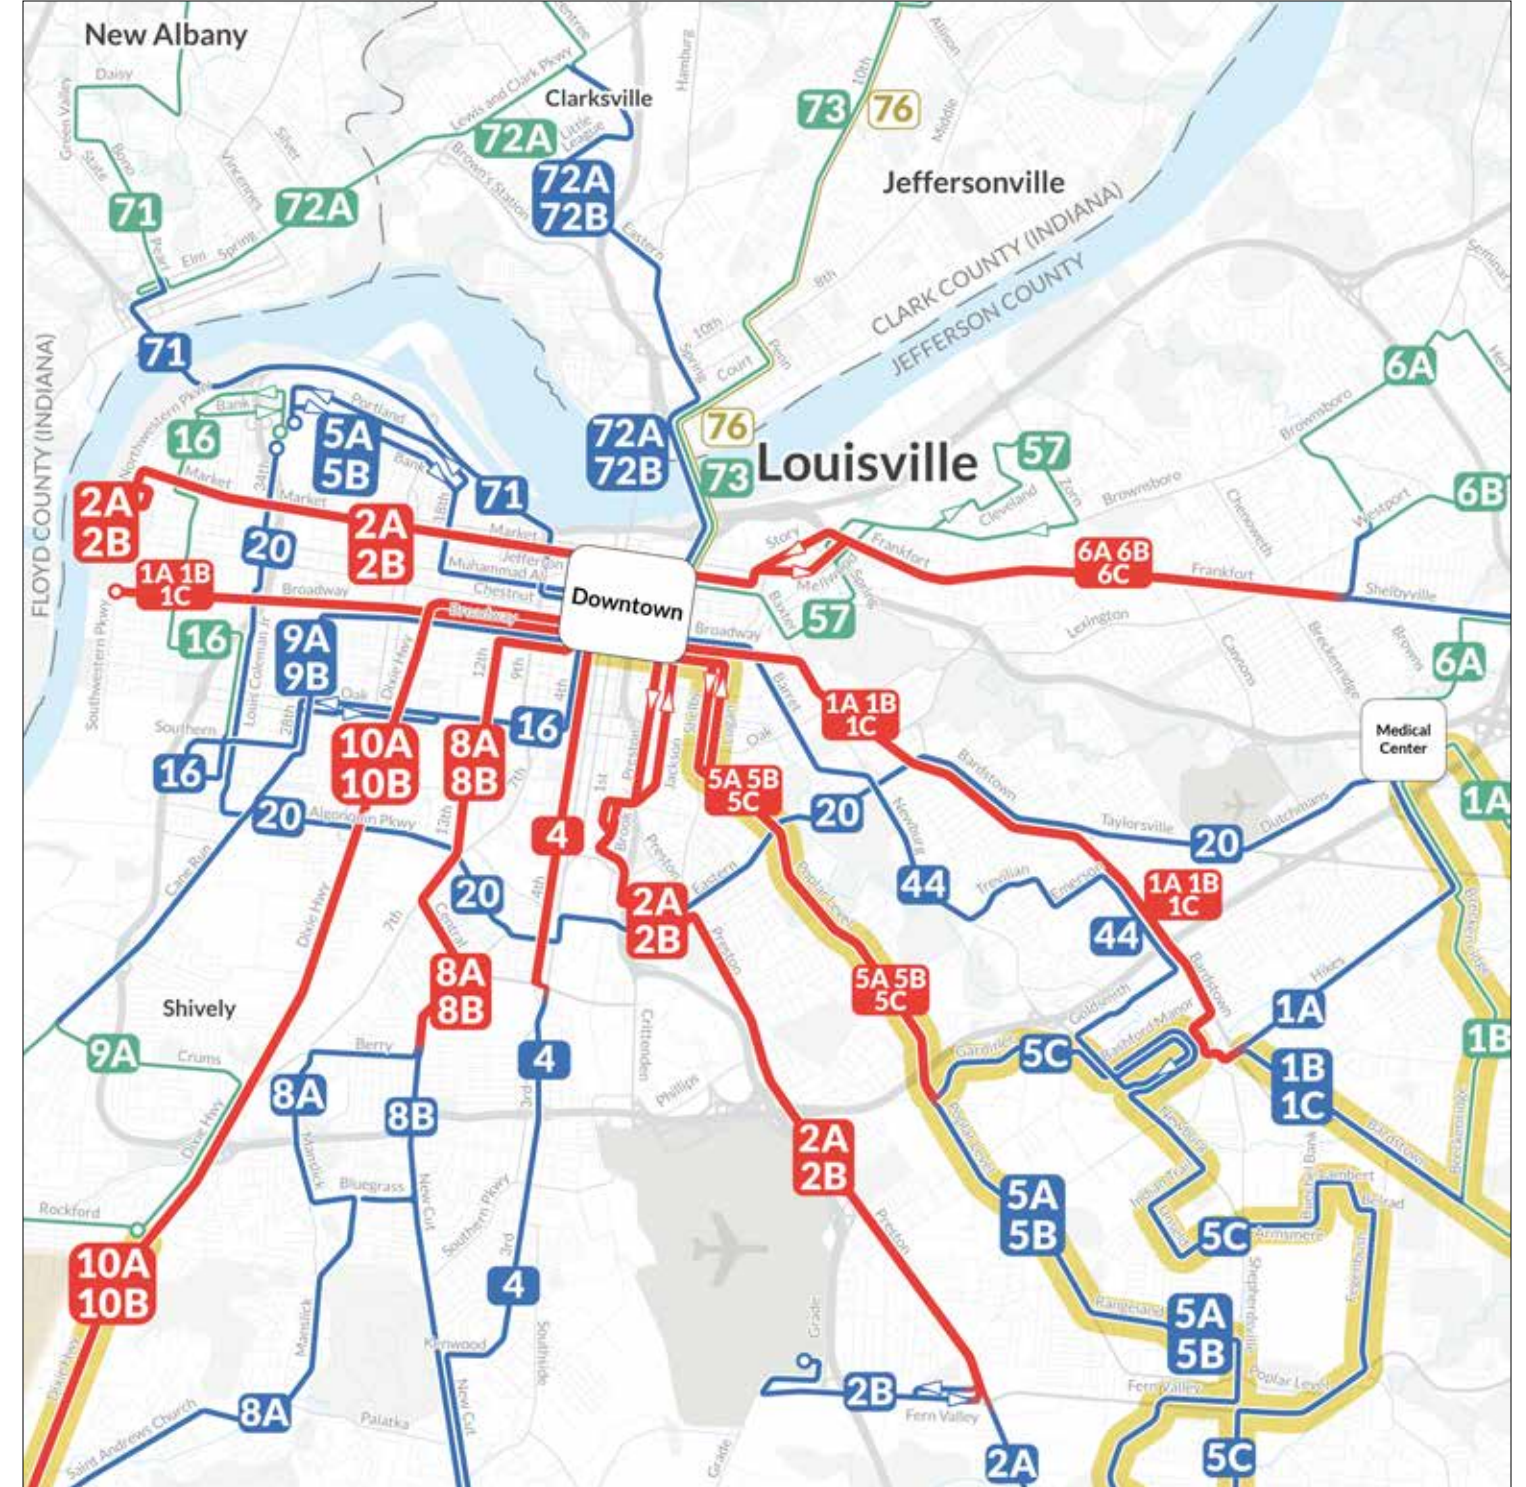 New Albany
Daisy
Green Valley
Bono
State
Silver
Vincennes
Lewis and Clark Pkwy
Clarksville
Little
League
Brown's Station
72A
72A
71
Pearl
Elm
Spring
72A
72B
Eastern
Hamburg
10th
Allison
Middle
73
76
Jeffersonville
CLARK COUNTY (INDIANA)
JEFFERSON COUNTY
FLOYD COUNTY (INDIANA)
8th
10th
Spring
Court
Penn
71
Northwestern Pkwy
Bank
Portland
16
5A
5B
Bank
71
72A
72B
76
73
Louisville
57
Cleveland
Zorn
Brownsboro
Brownsboro
6A
6B
Westport
Chenoweth
Market
34th
Market
18th
Market
Jefferson
Muhammad Ali
Chestnut
2A
2B
2A
2B
20
1A 1B
1C
Broadway
Broadway
Downtown
Broadway
Story
Mellwood
Spring
Baxter
57
Frankfort
6A 6B
6C
Frankfort
Shelbyville
Lexington
Cannons
Breckenridge
Browns
6A
Medical
Center
Southwestern Pkwy
16
Louis Coleman Jr
9A
9B
Dixie Hwy
12th
9th
4th
Oak
28th
Southern
16
16
10A
10B
8A
8B
7th
13th
1st
Preston
Jackson
Shelby
Logan
Oak
Barret
1A 1B
1C
5A 5B
5C
20
Algonquin Pkwy
4
Brook
Preston
20
Newburg
Bardstown
Taylorsville
20
Dutchmans
1A
Cane Run
Dixie Hwy
7th
Central
20
4th
2A
2B
Eastern
Poplar Level
44
Trevilian
Emerson
1A 1B
1C
44
Breckenridge
Shively
8A
8B
Preston
5A 5B
5C
Bardstown
Hikes
1A
Goldsmith
Bashford Manor
9A
Crums
Berry
4
Crittenden
Phillips
Gardiner
5C
1B
1C
1B
8A
8B
3rd
Dixie Hwy
Manslick
Bluegrass
New Cut
Southern Pkwy
2A
2B
Poplar Level
Newburg
Indian Trail
Unseld
Buechel Bank
Lambert
Belrad
Bardstown
Breckenridge
Rockford
3rd
Preston
5A
5B
5C
Armsmere
Shepherdsville
10A
10B
4
Manslick
Kenwood
Southside
Grade
Rangeland
5A
5B
Dixie Hwy
2B
Fern Valley
Fern Valley
Poplar Level
8A
Saint Andrews Church
Palatka
New Cut
Grade
2A
5C